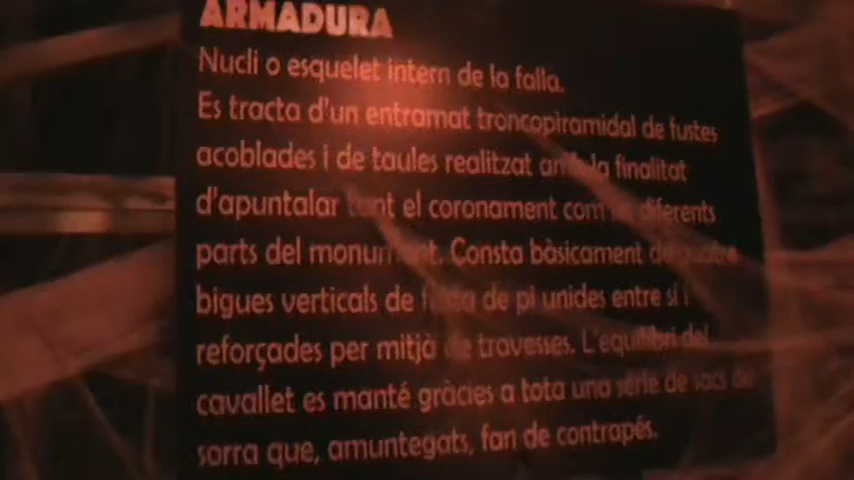 ARMADURA
Nucli o esquelet intern de la falla.
Es tracta d'un entramat troncopiramidal de fustes
acoblades i de taules realitzat amb la finalitat
d'apuntalar tant el coronament com diferents
parts del monument. Consta bàsicament de quatre
bigues verticals de fusta de pi unides entre si i
reforçades per mitjà de travesses. L'equilibri del
cavallet es manté gràcies a tota una sèrie de sacs de
sorra que, amuntegats, fan de contrapés.